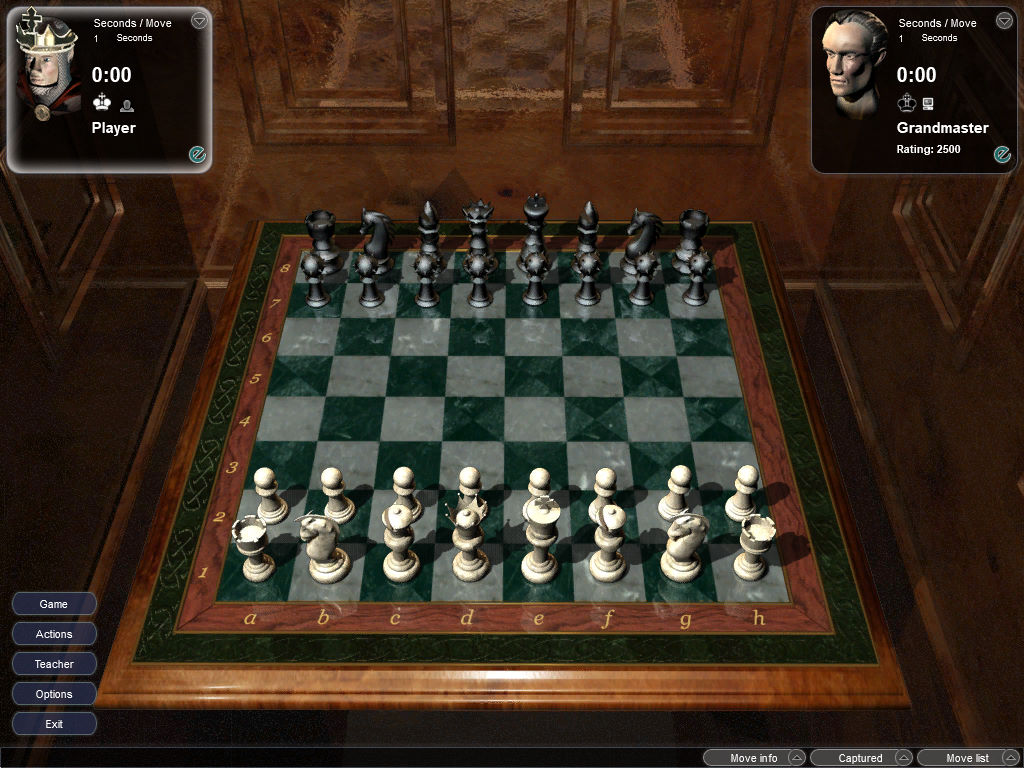 Seconds / Move
1 Seconds
0:00
Player
Seconds / Move
1 Seconds
0:00
Grandmaster
Rating: 2500
8
7
6
5
4
3
2
1
a b c d e f g h
Game
Actions
Teacher
Options
Exit
Move info
Captured
Move list